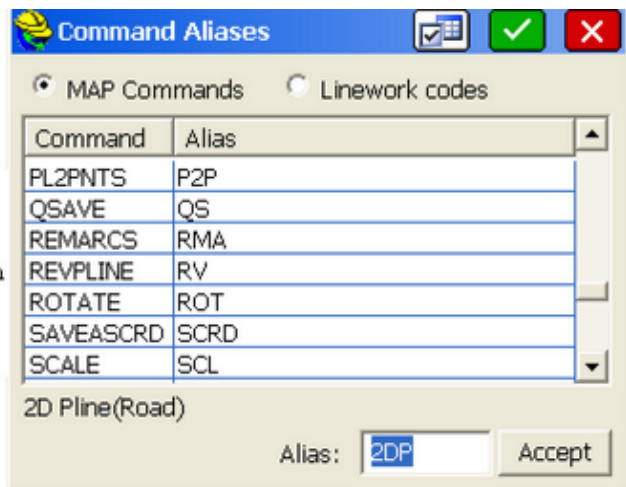 Command Aliases
MAP Commands Linework codes
Command Alias
PL2PNTS P2P
QSAVE QS
REMARCS RMA
REVPLINE RV
ROTATE ROT
SAVEASCRD SCRD
SCALE SCL
2D Pline(Road)
Alias: 2DP Accept